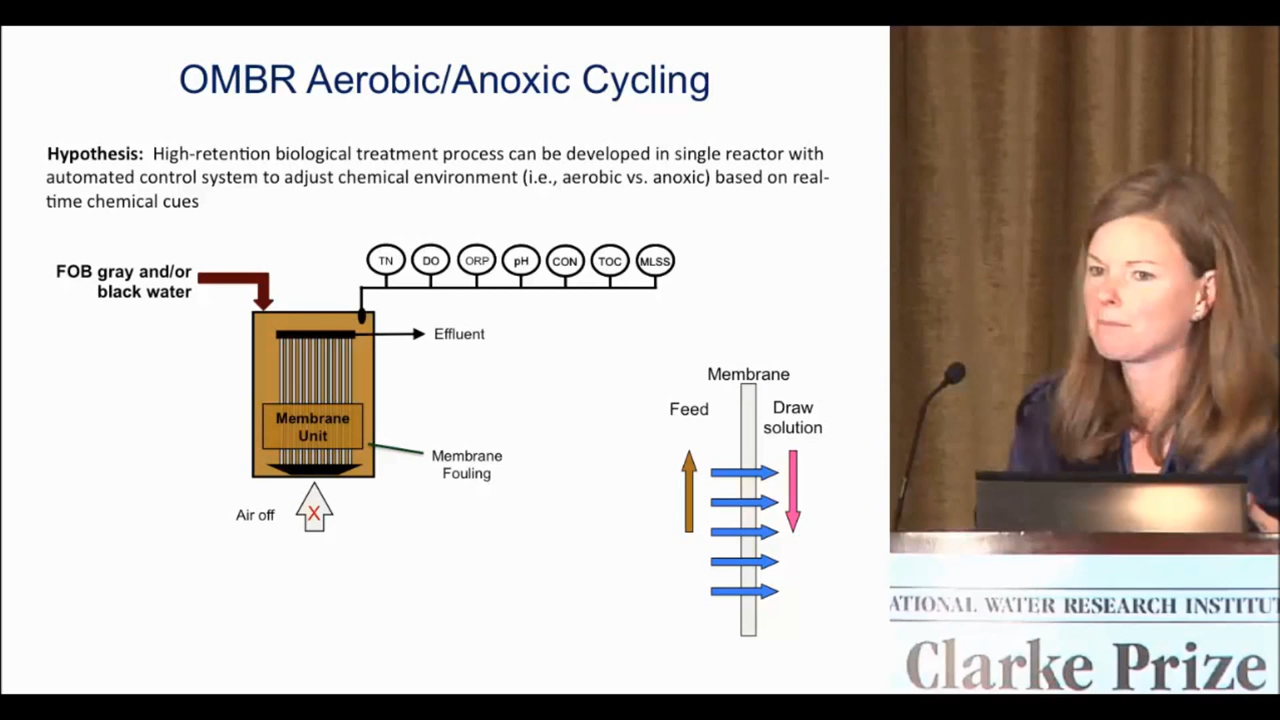 OMBR Aerobic/Anoxic Cycling
Hypothesis: High-retention biological treatment process can be developed in single reactor with
automated control system to adjust chemical environment (i.e., aerobic vs. anoxic) based on real-
time chemical cues
FOB gray and/or
black water
TN DO ORP pH CON TOC MLSS
Effluent
Membrane
Unit
Membrane
Fouling
Air off
X
Membrane
Feed
Draw
solution
ATIONAL WATER RESEARCH INSTITU
Clarke Prize